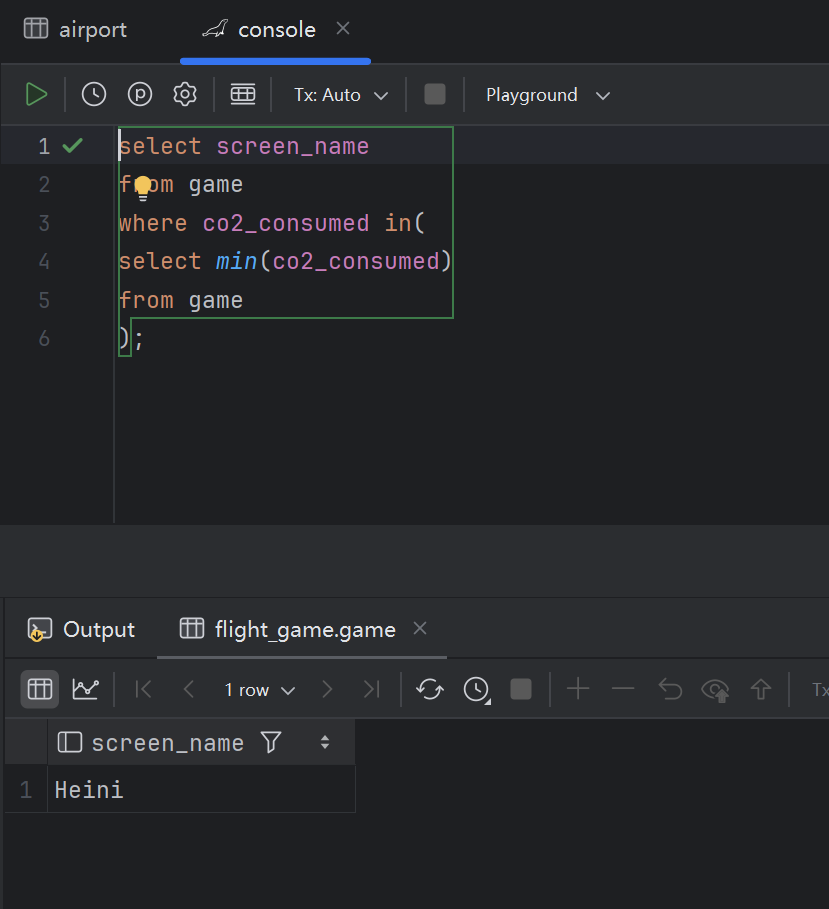 airport console
Tx: Auto Playground
1 select screen_name
2 from game
3 where co2_consumed in(
4 select min(co2_consumed)
5 from game
6 );
Output flight_game.game
1 row Tx
screen_name
1 Heini